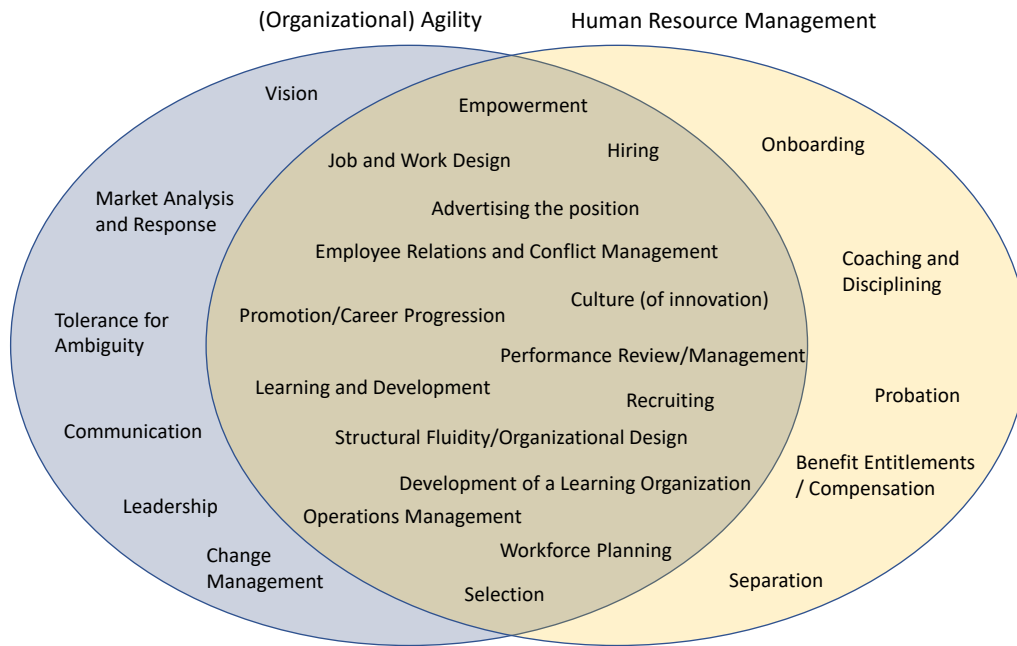 (Organizational) Agility
Human Resource Management
Vision
Empowerment
Hiring
Onboarding
Job and Work Design
Market Analysis
and Response
Advertising the position
Employee Relations and Conflict Management
Coaching and
Disciplining
Culture (of innovation)
Promotion/Career Progression
Tolerance for
Ambiguity
Performance Review/Management
Learning and Development
Recruiting
Probation
Communication
Structural Fluidity/Organizational Design
Benefit Entitlements
/ Compensation
Development of a Learning Organization
Leadership
Operations Management
Change
Management
Workforce Planning
Selection
Separation